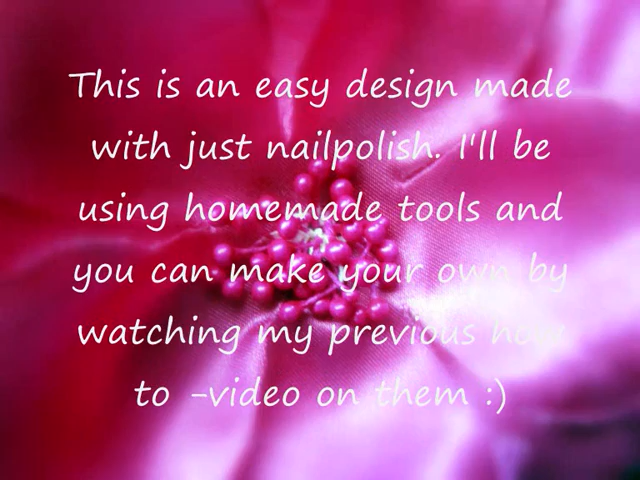 This is an easy design made
with just nailpolish. I'll be
using homemade tools and
you can make your own by
watching my previous how
to -video on them :)